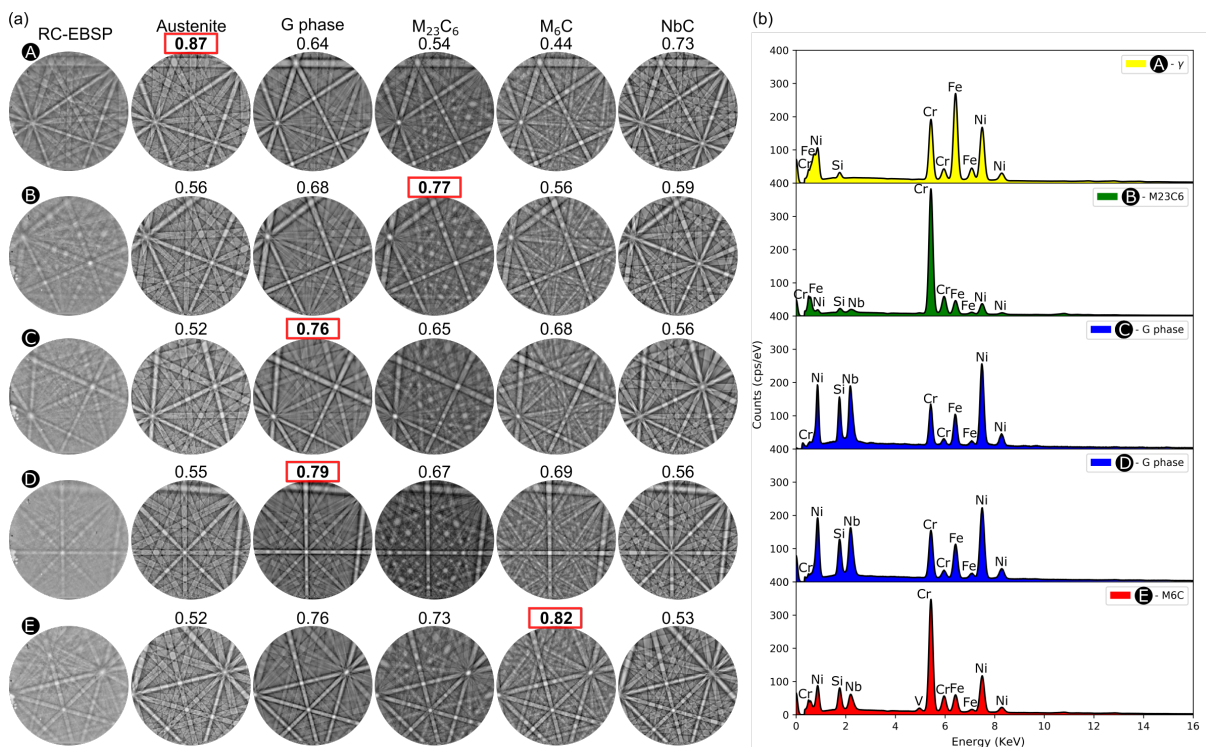 (a)
RC-EBSP Austenite G phase M₂₃C₆ M₆C NbC
A 0.87 0.64 0.54 0.44 0.73
B 0.56 0.68 0.77 0.56 0.59
C 0.52 0.76 0.65 0.68 0.56
D 0.55 0.79 0.67 0.69 0.56
E 0.52 0.76 0.73 0.82 0.53
(b)
Counts (cps/eV)
400
300
200
100
A - γ
Cr Fe Ni Si Cr Cr Fe Fe Ni Ni
400
300
200
100
B - M23C6
Cr Fe Ni Si Nb Cr Cr Fe Fe Ni Ni
400
300
200
100
C - G phase
Cr Ni Si Nb Cr Cr Fe Fe Ni Ni
400
300
200
100
D - G phase
Cr Ni Si Nb Cr Cr Fe Fe Ni Ni
400
300
200
100
0
E - M6C
Cr Ni Si Nb V Cr Cr Fe Fe Ni Ni
0 2 4 6 8 10 12 14 16
Energy (KeV)